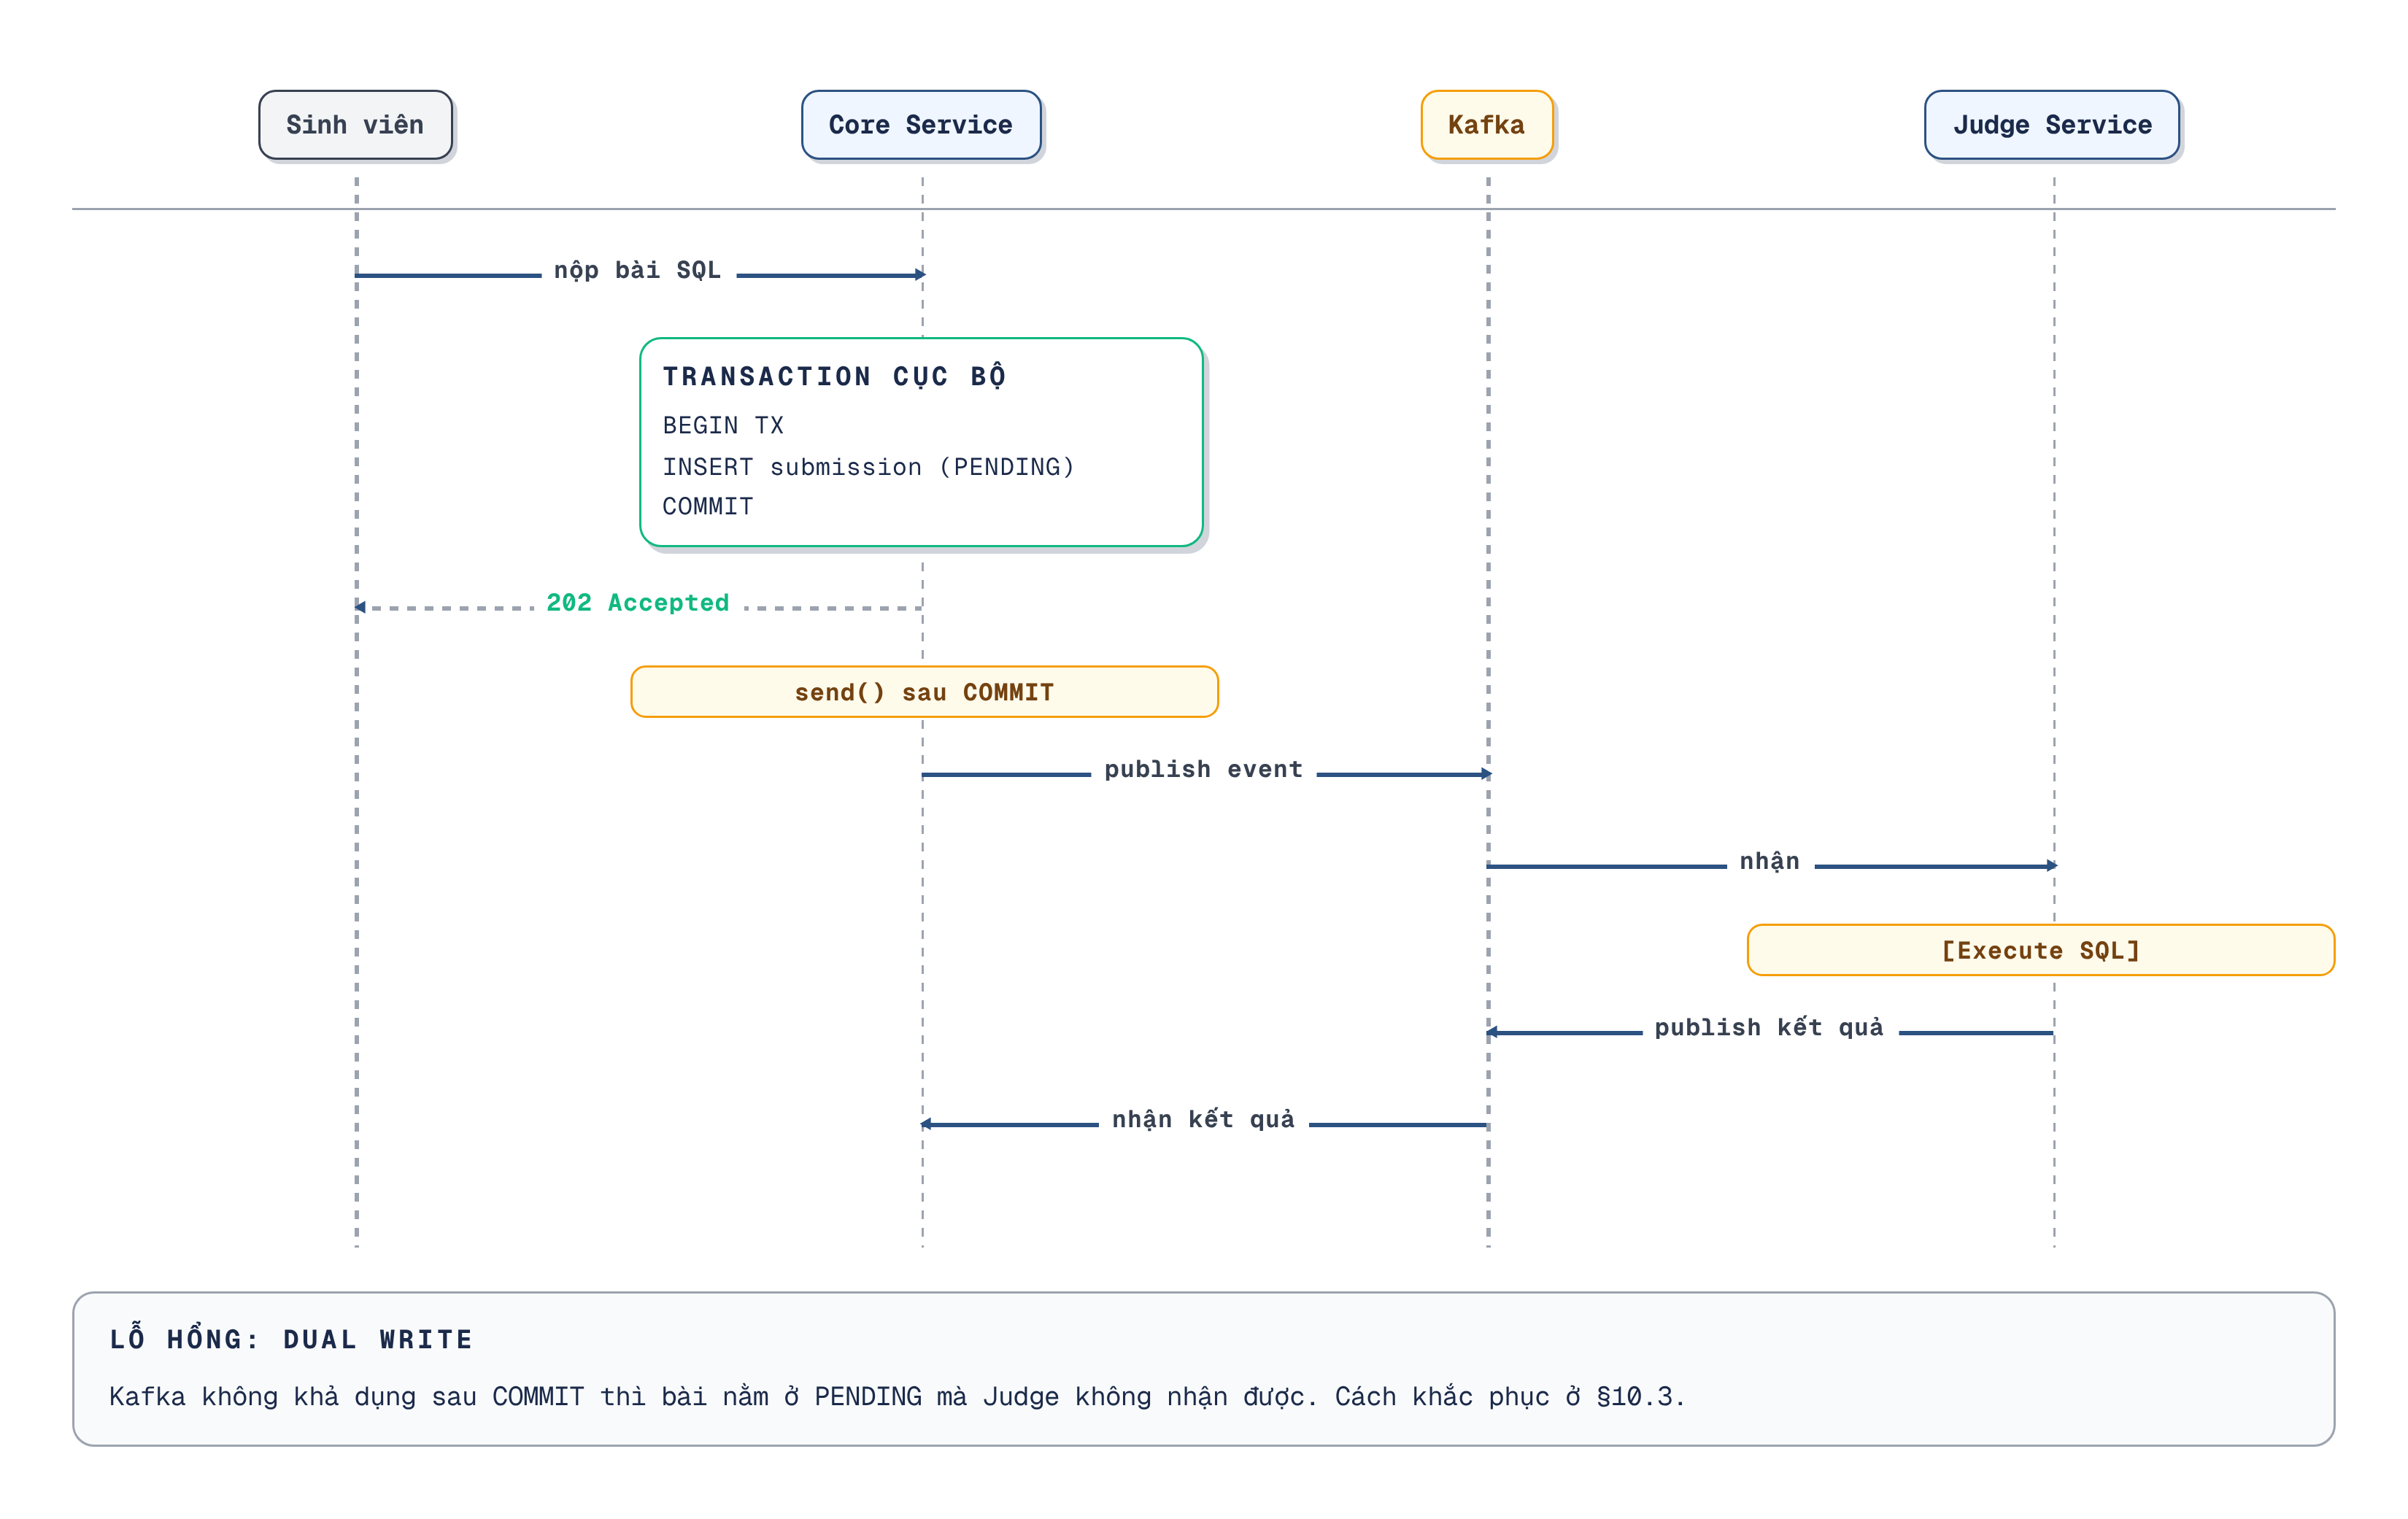 Sinh viên
Core Service
Kafka
Judge Service
nộp bài SQL
TRANSACTION CỤC BỘ
BEGIN TX
INSERT submission (PENDING)
COMMIT
202 Accepted
send() sau COMMIT
publish event
nhận
[Execute SQL]
publish kết quả
nhận kết quả
LỖ HỔNG: DUAL WRITE
Kafka không khả dụng sau COMMIT thì bài nằm ở PENDING mà Judge không nhận được. Cách khắc phục ở §10.3.